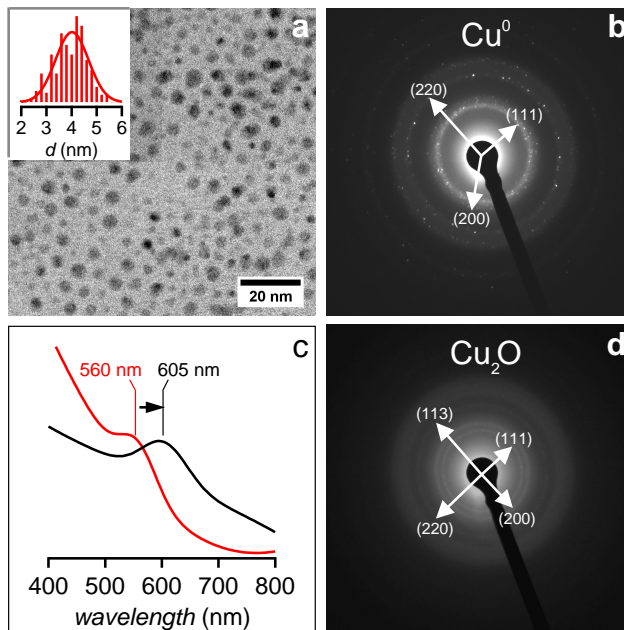 a
2 3 4 5 6
d (nm)
20 nm
b
Cu⁰
(220)
(111)
(200)
c
560 nm
605 nm
400 500 600 700 800
wavelength (nm)
d
Cu₂O
(113)
(111)
(220)
(200)